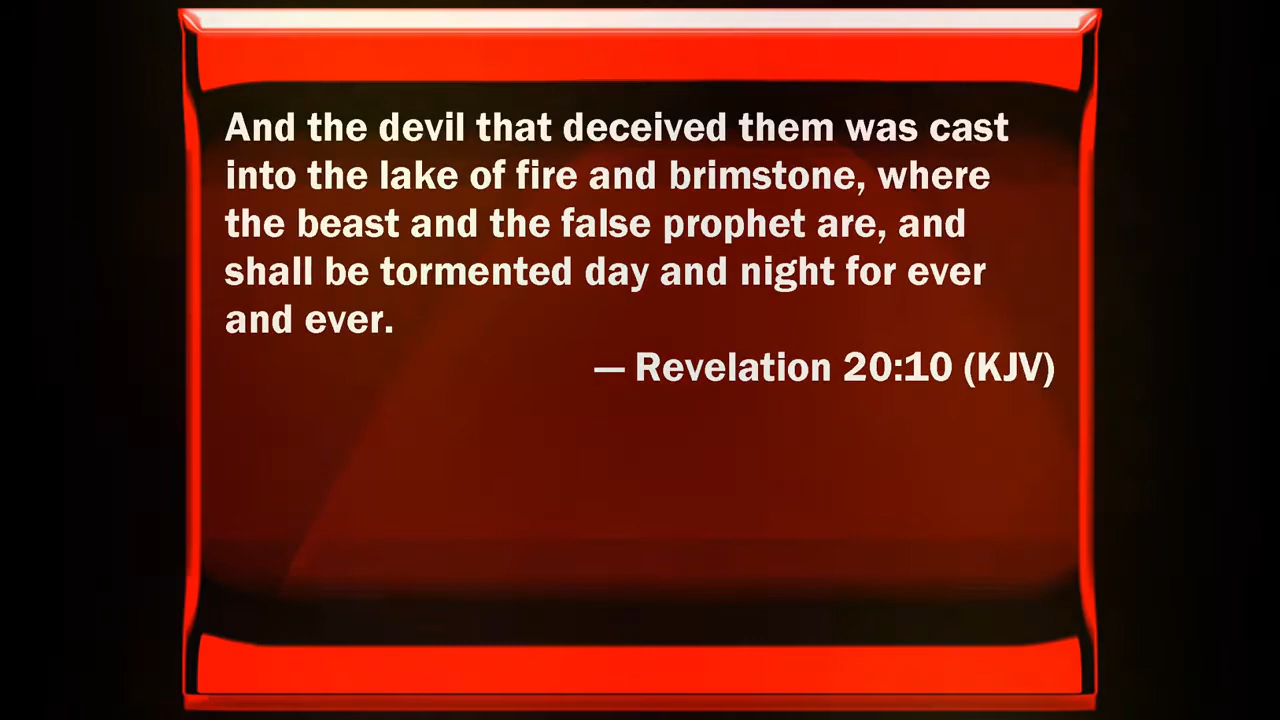 And the devil that deceived them was cast
into the lake of fire and brimstone, where
the beast and the false prophet are, and
shall be tormented day and night for ever
and ever.
— Revelation 20:10 (KJV)